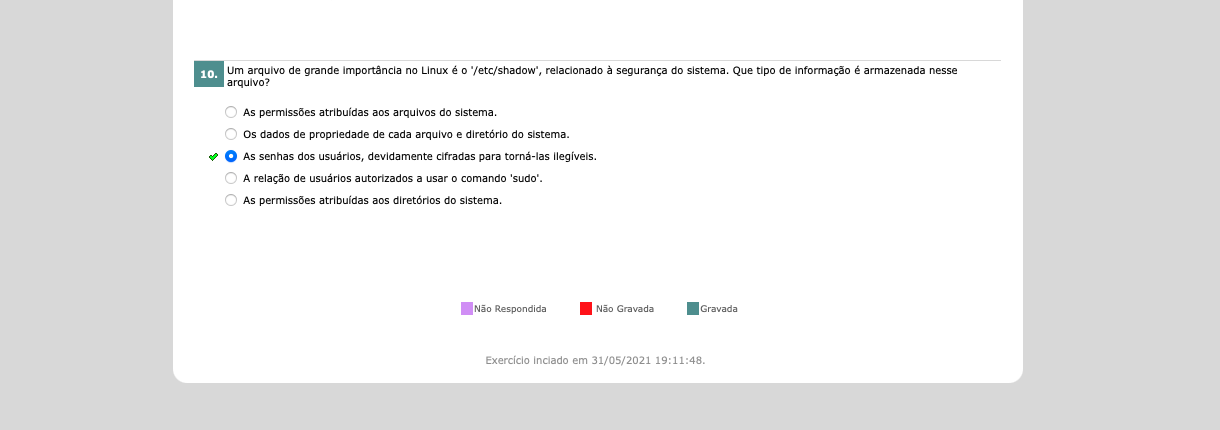 10. Um arquivo de grande importância no Linux é o '/etc/shadow', relacionado à segurança do sistema. Que tipo de informação é armazenada nesse
arquivo?
As permissões atribuídas aos arquivos do sistema.
Os dados de propriedade de cada arquivo e diretório do sistema.
As senhas dos usuários, devidamente cifradas para torná-las ilegíveis.
A relação de usuários autorizados a usar o comando 'sudo'.
As permissões atribuídas aos diretórios do sistema.
Não Respondida Não Gravada Gravada
Exercício inciado em 31/05/2021 19:11:48.